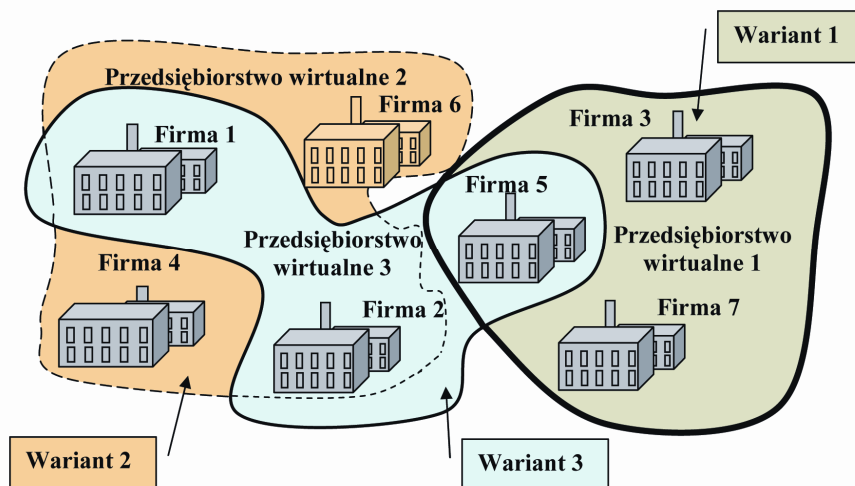 Wariant 1
Przedsiębiorstwo wirtualne 2
Firma 6
Firma 3
Firma 1
Firma 5
Przedsiębiorstwo
wirtualne 3
Przedsiębiorstwo
wirtualne 1
Firma 4
Firma 2
Firma 7
Wariant 2
Wariant 3